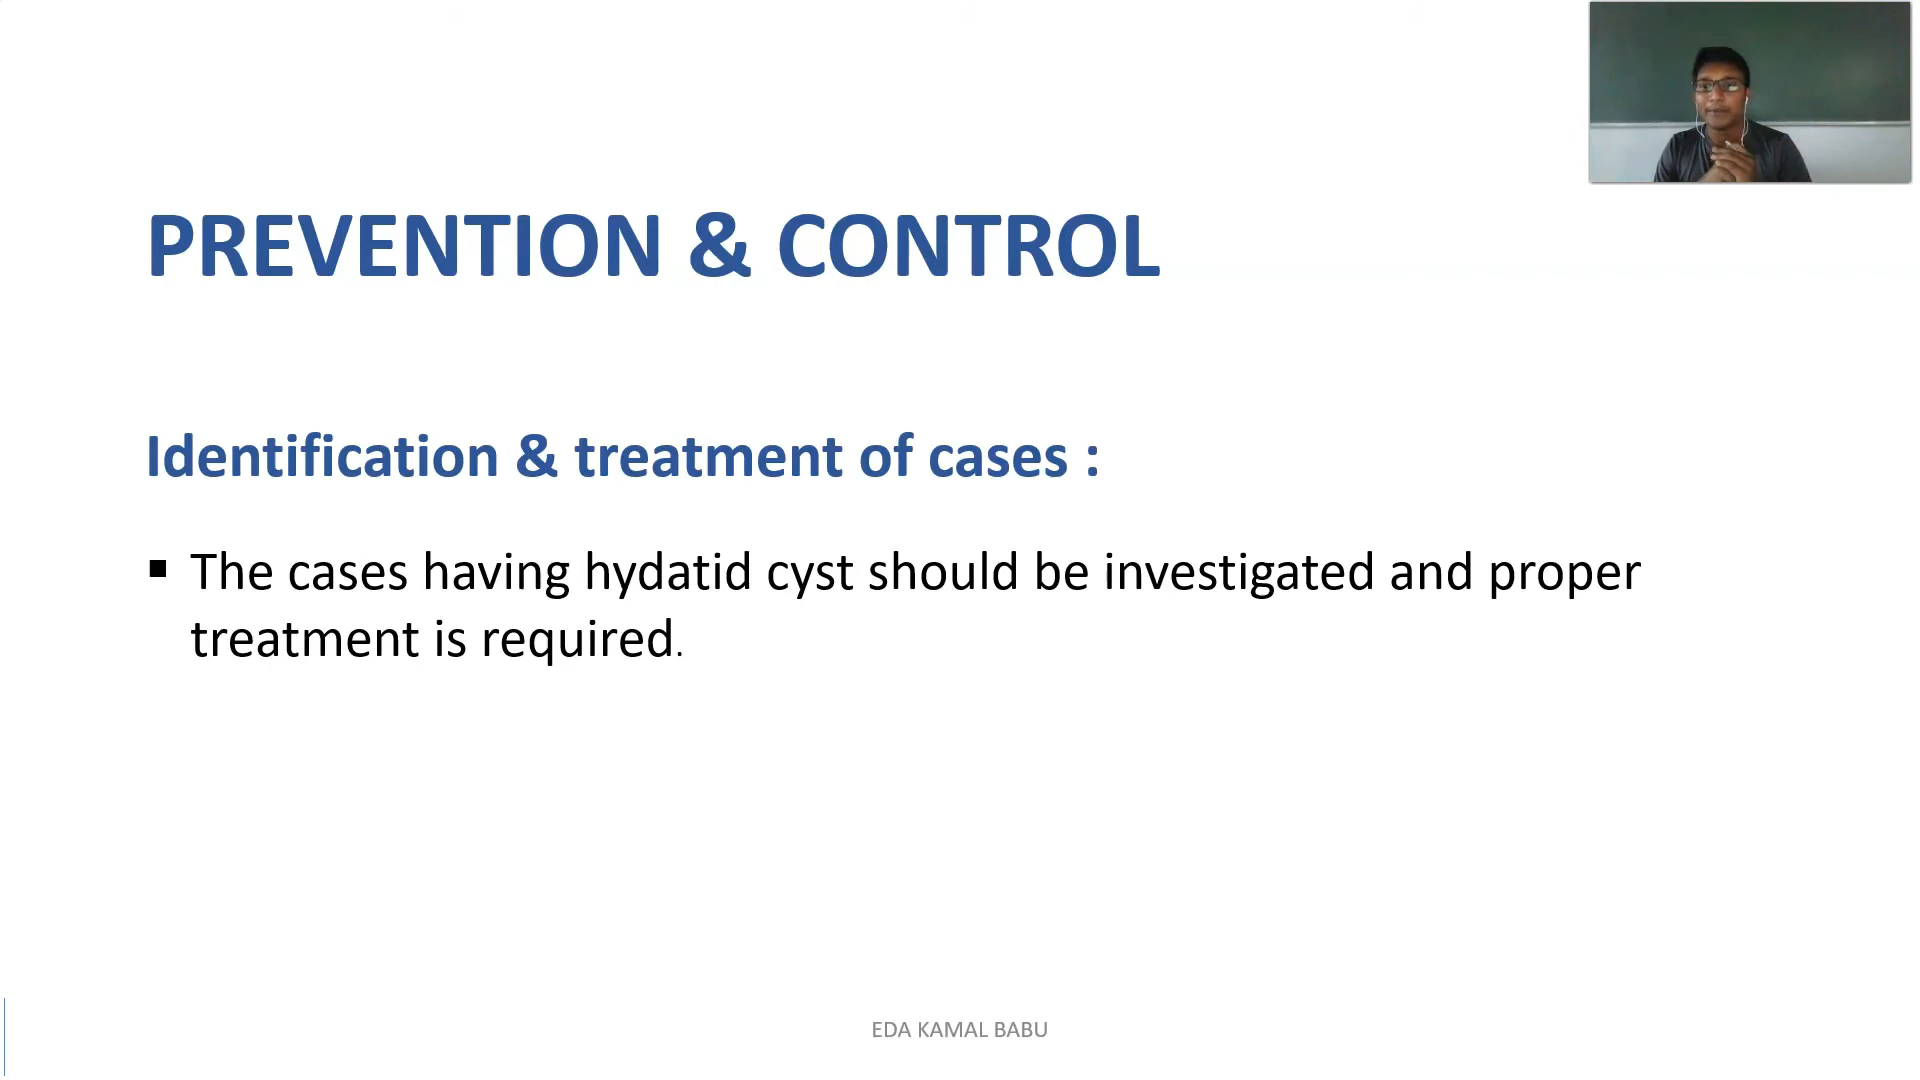 PREVENTION & CONTROL
Identification & treatment of cases :
▪ The cases having hydatid cyst should be investigated and proper
treatment is required.
EDA KAMAL BABU